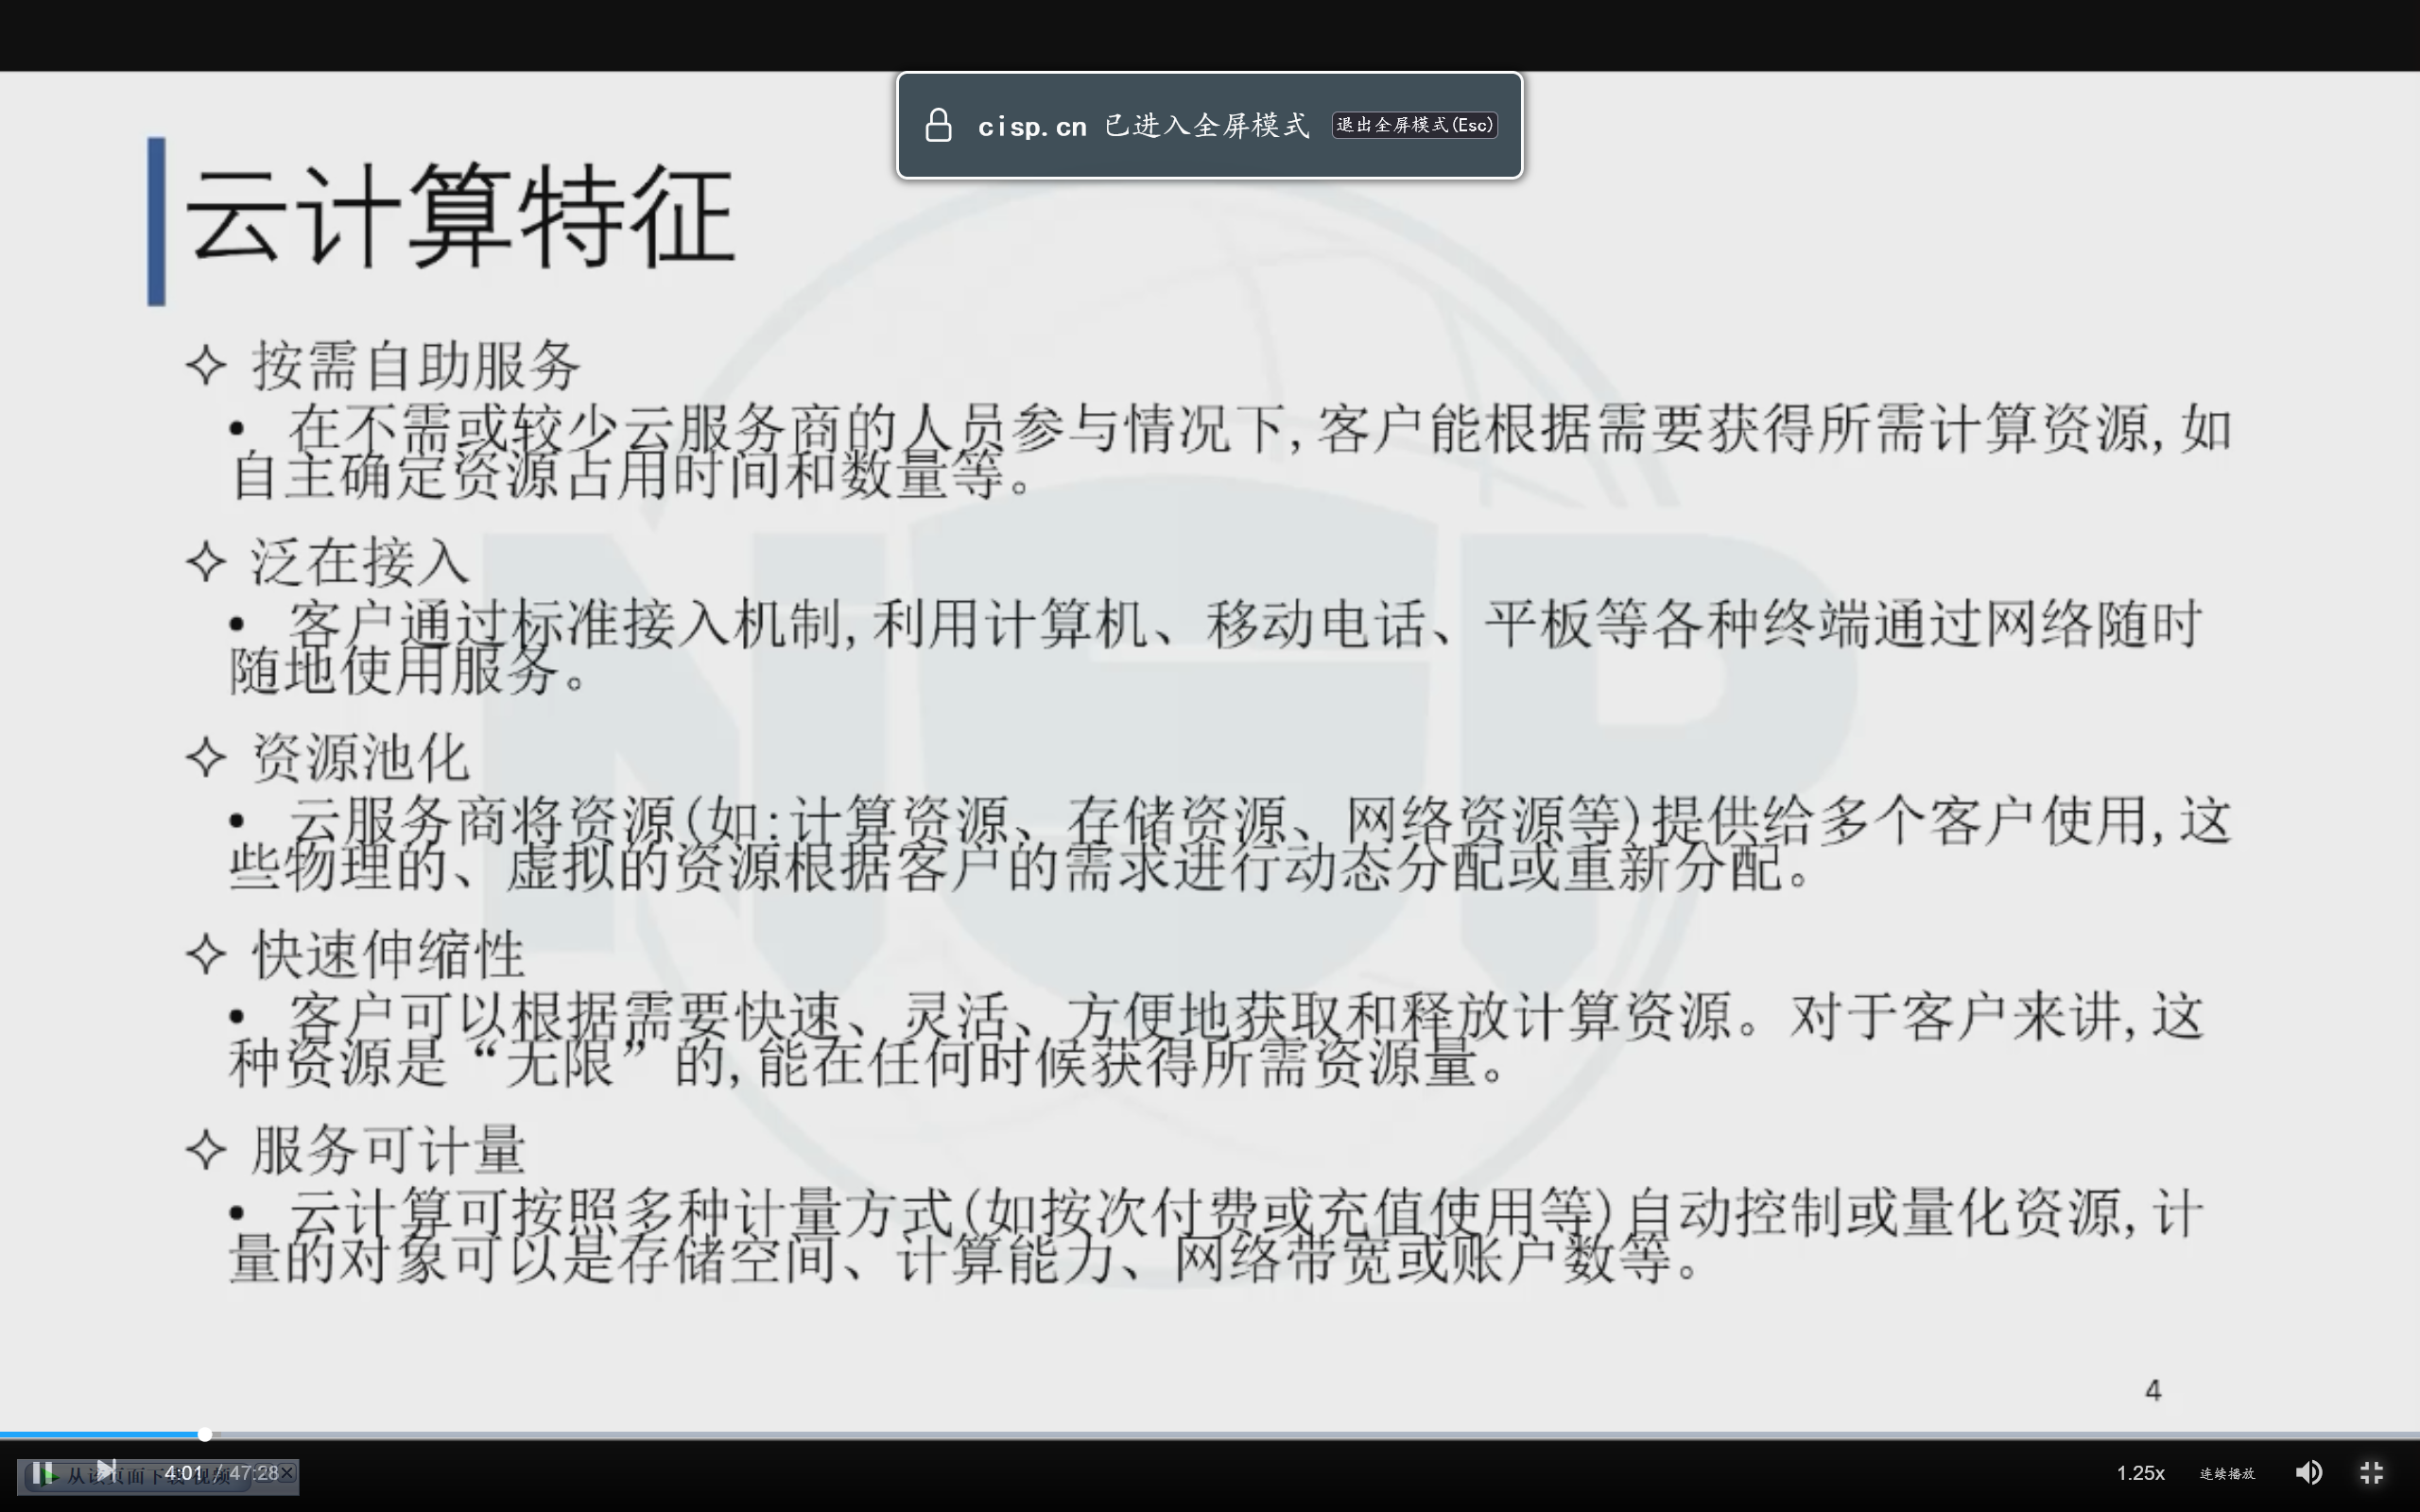 cisp.cn 已进入全屏模式 退出全屏模式(Esc)
云计算特征
✧ 按需自助服务
• 在不需或较少云服务商的人员参与情况下,客户能根据需要获得所需计算资源,如
自主确定资源占用时间和数量等。
✧ 泛在接入
• 客户通过标准接入机制,利用计算机、移动电话、平板等各种终端通过网络随时
随地使用服务。
✧ 资源池化
• 云服务商将资源(如:计算资源、存储资源、网络资源等)提供给多个客户使用,这
些物理的、虚拟的资源根据客户的需求进行动态分配或重新分配。
✧ 快速伸缩性
• 客户可以根据需要快速、灵活、方便地获取和释放计算资源。对于客户来讲,这
种资源是“无限”的,能在任何时候获得所需资源量。
✧ 服务可计量
• 云计算可按照多种计量方式(如按次付费或充值使用等)自动控制或量化资源,计
量的对象可以是存储空间、计算能力、网络带宽或账户数等。
NISP
4
从该页面下载视频
4:01 / 47:28
1.25x 连续播放